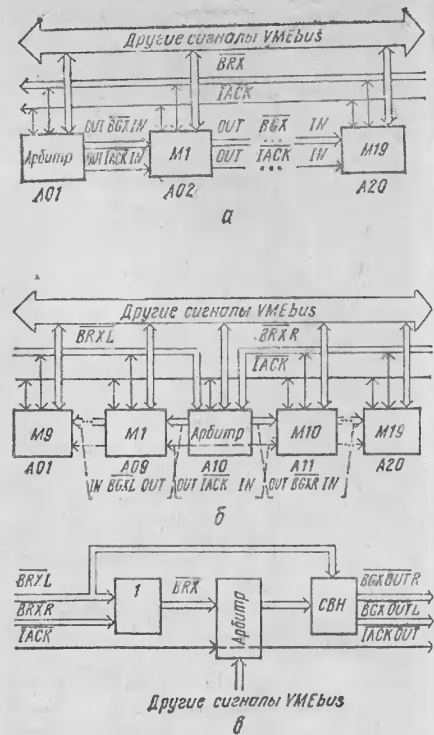 Другие сигналы VMEbus
BRX
IACK
OUT BGX IN OUT BGX IN
Арбитр OUT IACK IN M1 OUT IACK IN M19
A01 A02 A20
а
Другие сигналы VMEbus
BRXL BRXR
IACK
M9 M1 Арбитр M10 M19
A01 A09 A10 A11 A20
IN BGXL OUT OUT IACK IN OUT BGXR IN
б
BRXL
BRXR
IACK
1
BRX
Арбитр
СВН
BGXOUTR
BGXOUTL
IACKOUT
Другие сигналы VMEbus
в